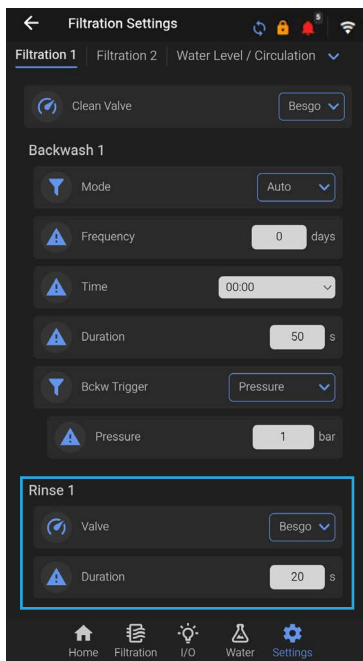 Filtration Settings 5
Filtration 1 Filtration 2 Water Level / Circulation
Clean Valve Besgo
Backwash 1
Mode Auto
Frequency 0 days
Time 00:00
Duration 50 s
Bckw Trigger Pressure
Pressure 1 bar
Rinse 1
Valve Besgo
Duration 20 s
Home Filtration I/O Water Settings